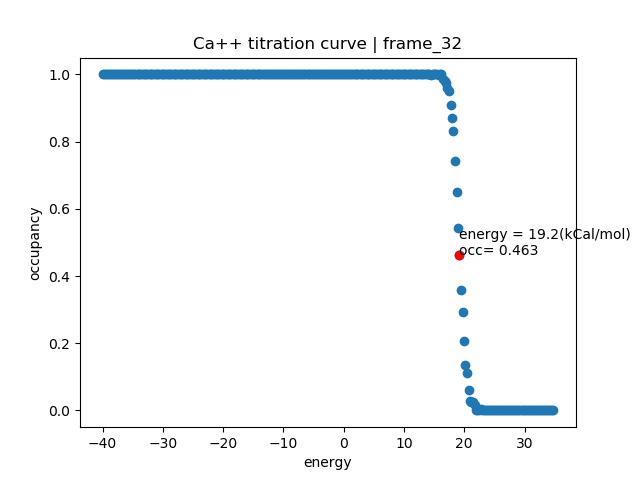 Ca++ titration curve | frame_32
occupancy
1.0
0.8
0.6
0.4
0.2
0.0
energy = 19.2(kCal/mol)
occ= 0.463
−40 −30 −20 −10 0 10 20 30
energy